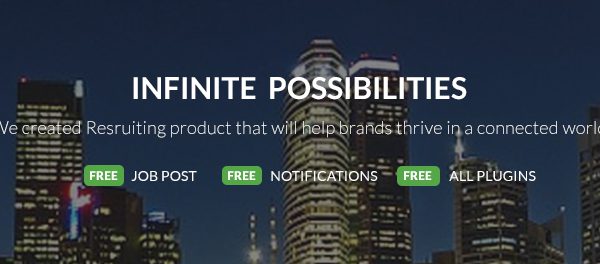 INFINITE POSSIBILITIES
We created Resruiting product that will help brands thrive in a connected world
FREE JOB POST FREE NOTIFICATIONS FREE ALL PLUGINS